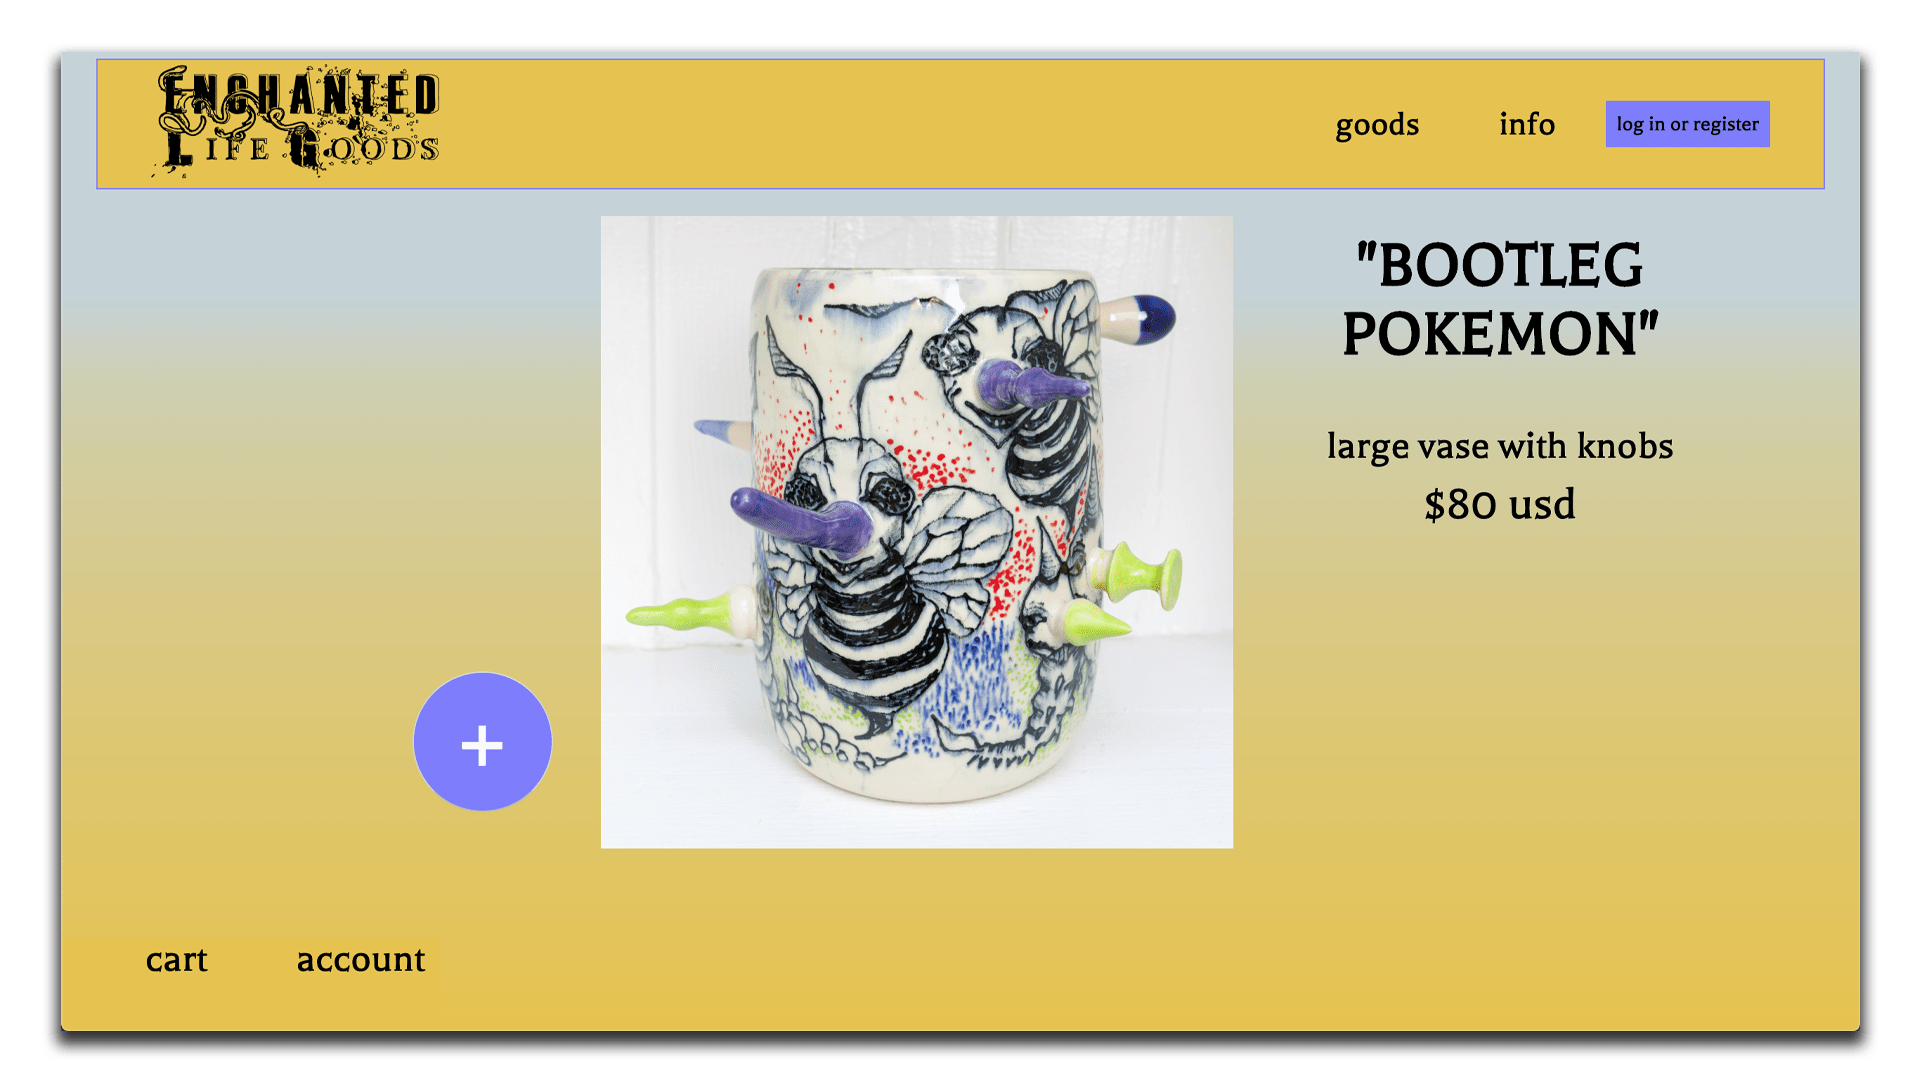 ENCHANTED
LIFE GOODS
goods
info
log in or register
"BOOTLEG
POKEMON"
large vase with knobs
$80 usd
+
cart
account